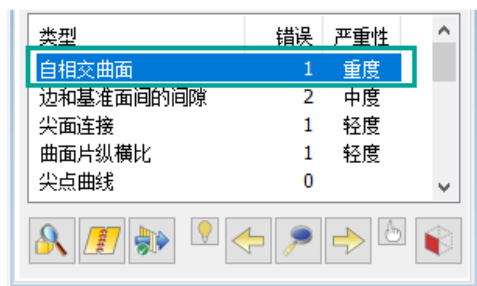 类型 错误 严重性
自相交曲面 1 重度
边和基准面间的间隙 2 中度
尖面连接 1 轻度
曲面片纵横比 1 轻度
尖点曲线 0